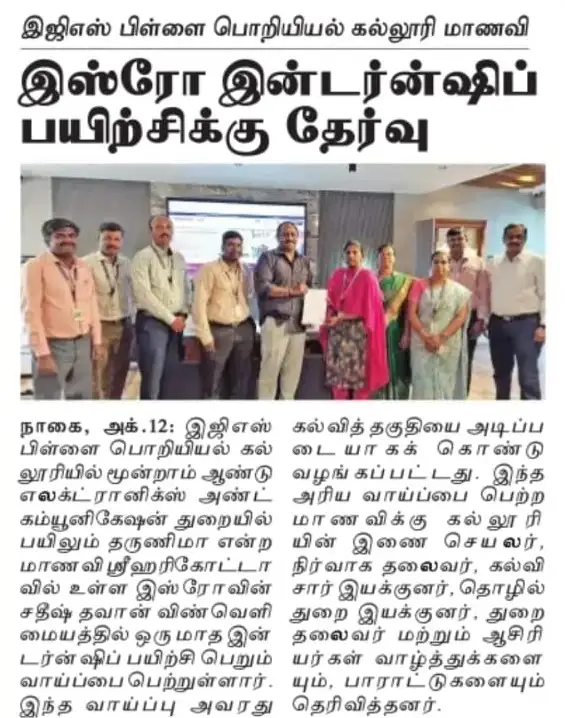 இஜிஎஸ் பிள்ளை பொறியியல் கல்லூரி மாணவி
இஸ்ரோ இன்டர்ன்ஷிப்
பயிற்சிக்கு தேர்வு
நாகை, அக்.12: இஜிஎஸ்
பிள்ளை பொறியியல் கல்
லூரியில் மூன்றாம் ஆண்டு
எலக்ட்ரானிக்ஸ் அண்ட்
கம்யூனிகேஷன் துறையில்
பயிலும் தருணிமா என்ற
மாணவி ஸ்ரீஹரிகோட்டா
வில் உள்ள இஸ்ரோவின்
சதீஷ் தவான் விண்வெளி
மையத்தில் ஒரு மாத இன்
டர்ன்ஷிப் பயிற்சி பெறும்
வாய்ப்பை பெற்றுள்ளார்.
இந்த வாய்ப்பு அவரது
கல்வித் தகுதியை அடிப்ப
டையாகக் கொண்டு
வழங்கப்பட்டது. இந்த
அரிய வாய்ப்பை பெற்ற
மாணவிக்கு கல்லூரி
யின் இணை செயலர்,
நிர்வாக தலைவர், கல்வி
சார் இயக்குனர், தொழில்
துறை இயக்குனர், துறை
தலைவர் மற்றும் ஆசிரி
யர்கள் வாழ்த்துக்களை
யும், பாராட்டுகளையும்
தெரிவித்தனர்.